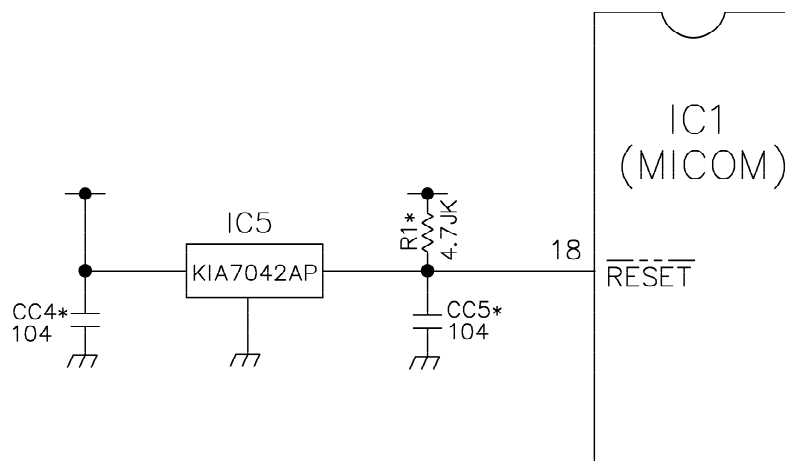 IC1
(MICOM)
IC5
KIA7042AP
R1*
4.7JK
18
RESET
CC4*
104
CC5*
104